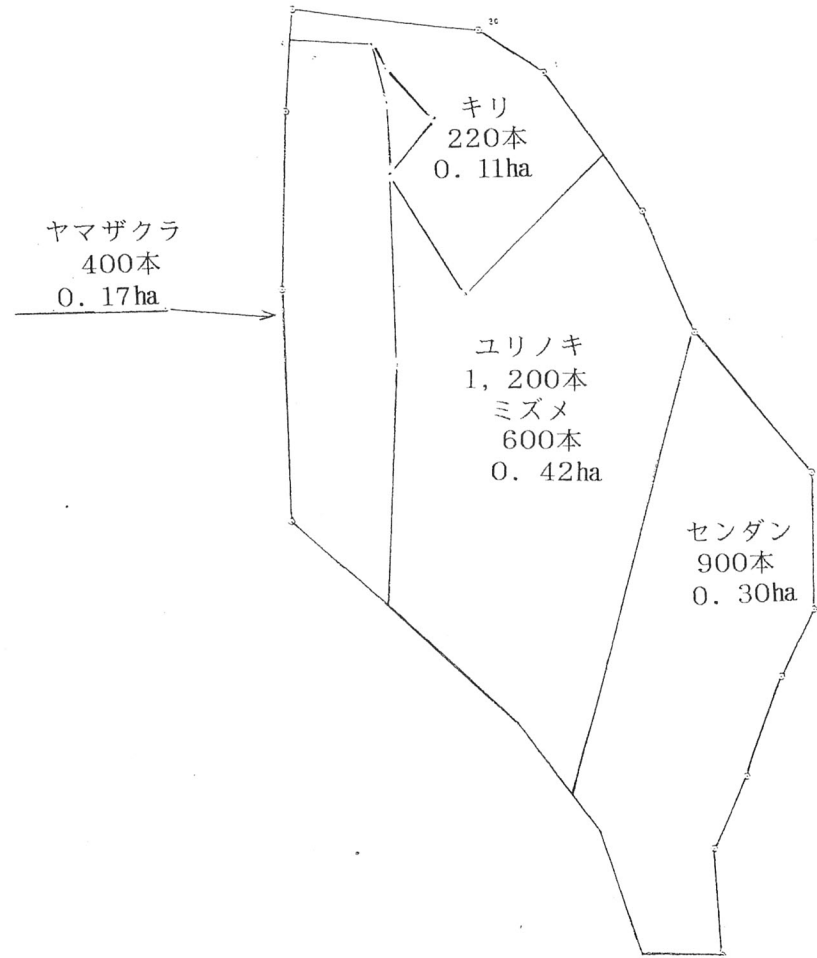 キリ
220本
0.11ha
ヤマザクラ
400本
0.17ha
ユリノキ
1,200本
ミズメ
600本
0.42ha
センダン
900本
0.30ha